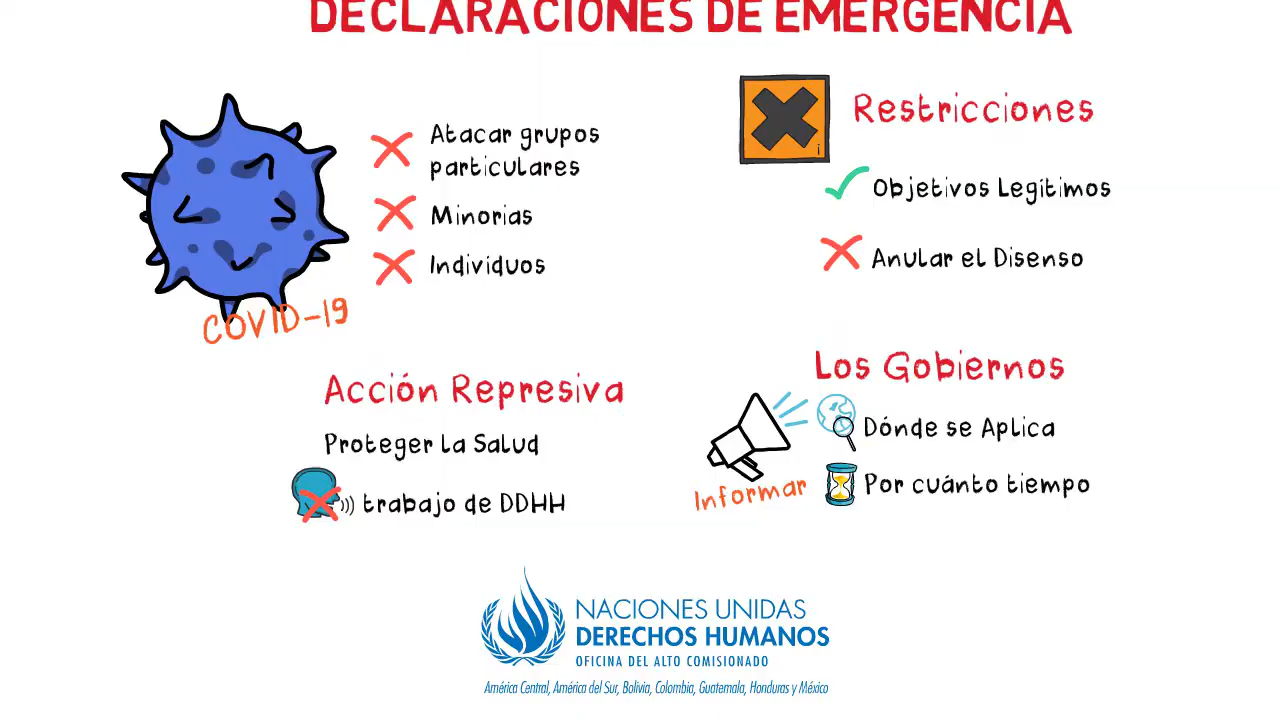 DECLARACIONES DE EMERGENCIA
Atacar grupos
particulares
Minorias
Individuos
COVID-19
Restricciones
Objetivos Legítimos
Anular el Disenso
Acción Represiva
Proteger la Salud
trabajo de DDHH
Los Gobiernos
Informar
Dónde se Aplica
Por cuánto tiempo
NACIONES UNIDAS
DERECHOS HUMANOS
OFICINA DEL ALTO COMISIONADO
América Central, América del Sur, Bolivia, Colombia, Guatemala, Honduras y México